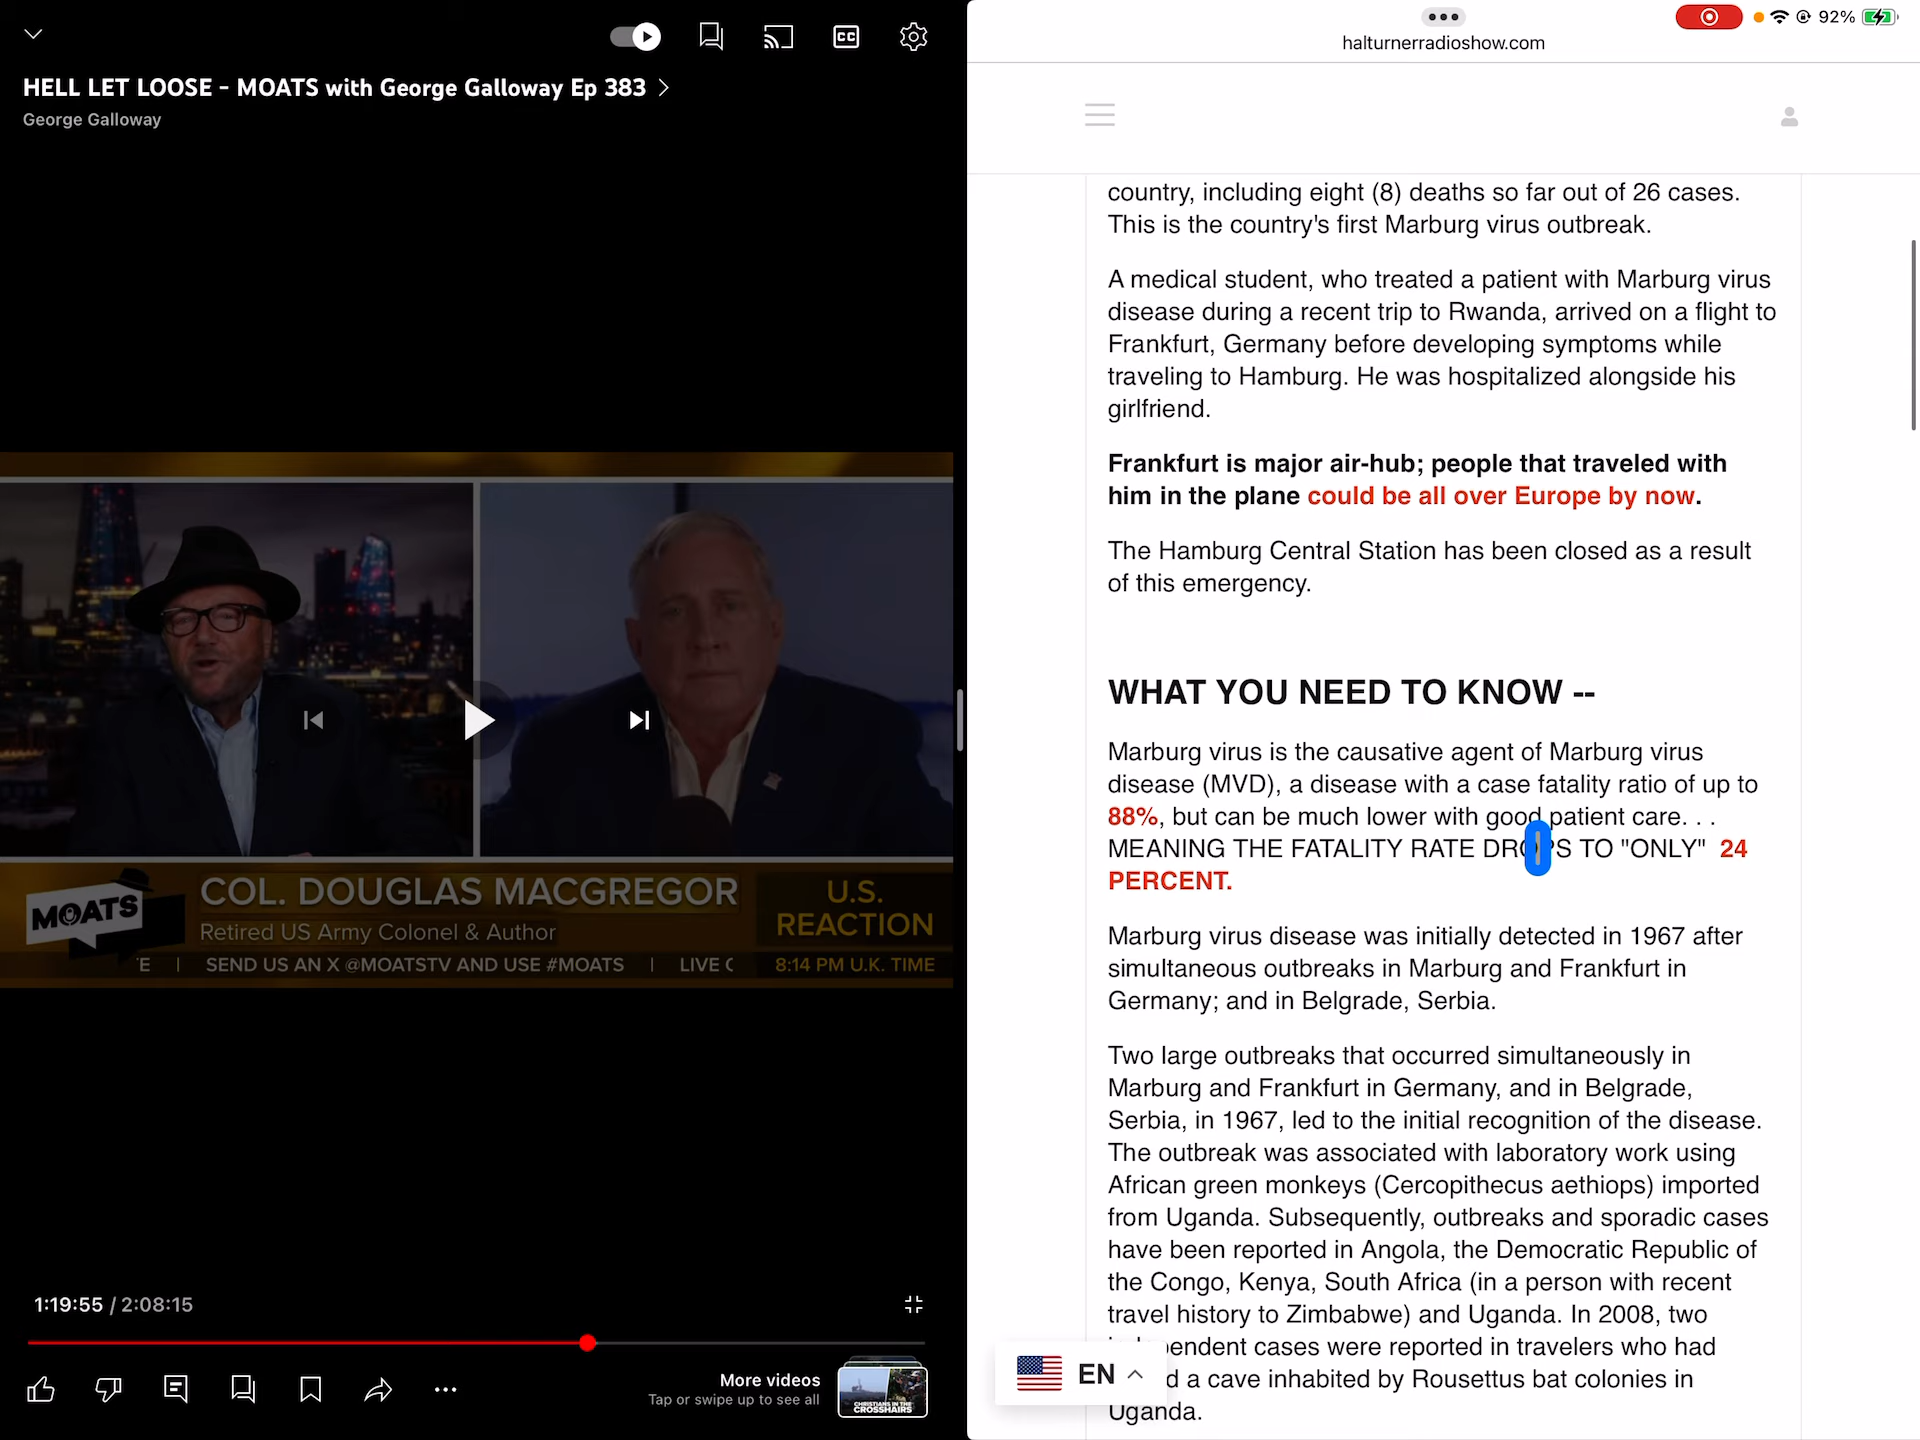 HELL LET LOOSE - MOATS with George Galloway Ep 383
George Galloway
CC
MOATS
COL. DOUGLAS MACGREGOR
Retired US Army Colonel & Author
U.S.
REACTION
E | SEND US AN X @MOATSTV AND USE #MOATS | LIVE
8:14 PM U.K. TIME
1:19:55 / 2:08:15
More videos
Tap or swipe up to see all
CHRISTIANS IN THE
CROSSHAIRS
92%
halturnerradioshow.com
country, including eight (8) deaths so far out of 26 cases.
This is the country's first Marburg virus outbreak.
A medical student, who treated a patient with Marburg virus
disease during a recent trip to Rwanda, arrived on a flight to
Frankfurt, Germany before developing symptoms while
traveling to Hamburg. He was hospitalized alongside his
girlfriend.
Frankfurt is major air-hub; people that traveled with
him in the plane could be all over Europe by now.
The Hamburg Central Station has been closed as a result
of this emergency.
WHAT YOU NEED TO KNOW --
Marburg virus is the causative agent of Marburg virus
disease (MVD), a disease with a case fatality ratio of up to
88%, but can be much lower with good patient care. . .
MEANING THE FATALITY RATE DROPS TO "ONLY" 24
PERCENT.
Marburg virus disease was initially detected in 1967 after
simultaneous outbreaks in Marburg and Frankfurt in
Germany; and in Belgrade, Serbia.
Two large outbreaks that occurred simultaneously in
Marburg and Frankfurt in Germany, and in Belgrade,
Serbia, in 1967, led to the initial recognition of the disease.
The outbreak was associated with laboratory work using
African green monkeys (Cercopithecus aethiops) imported
from Uganda. Subsequently, outbreaks and sporadic cases
have been reported in Angola, the Democratic Republic of
the Congo, Kenya, South Africa (in a person with recent
travel history to Zimbabwe) and Uganda. In 2008, two
pendent cases were reported in travelers who had
d a cave inhabited by Rousettus bat colonies in
Uganda.
EN